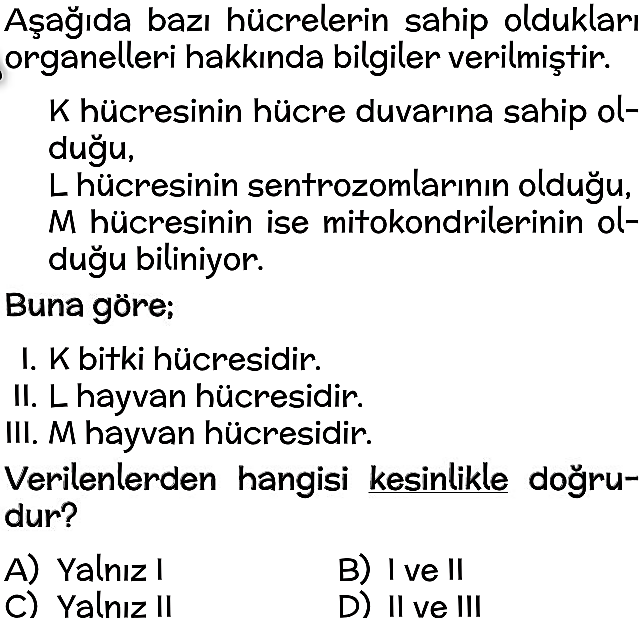 Aşağıda bazı hücrelerin sahip oldukları
organelleri hakkında bilgiler verilmiştir.
K hücresinin hücre duvarına sahip ol-
duğu,
L hücresinin sentrozomlarının olduğu,
M hücresinin ise mitokondrilerinin ol-
duğu biliniyor.
Buna göre;
I. K bitki hücresidir.
II. L hayvan hücresidir.
III. M hayvan hücresidir.
Verilenlerden hangisi kesinlikle doğru-
dur?
A) Yalnız I B) I ve II
C) Yalnız II D) II ve III